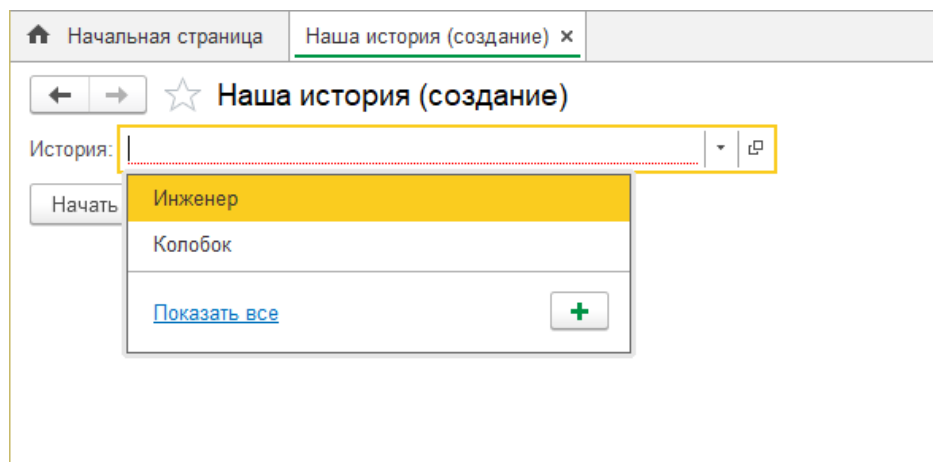 Начальная страница
Наша история (создание) ×
Наша история (создание)
История:
Начать
Инженер
Колобок
Показать все